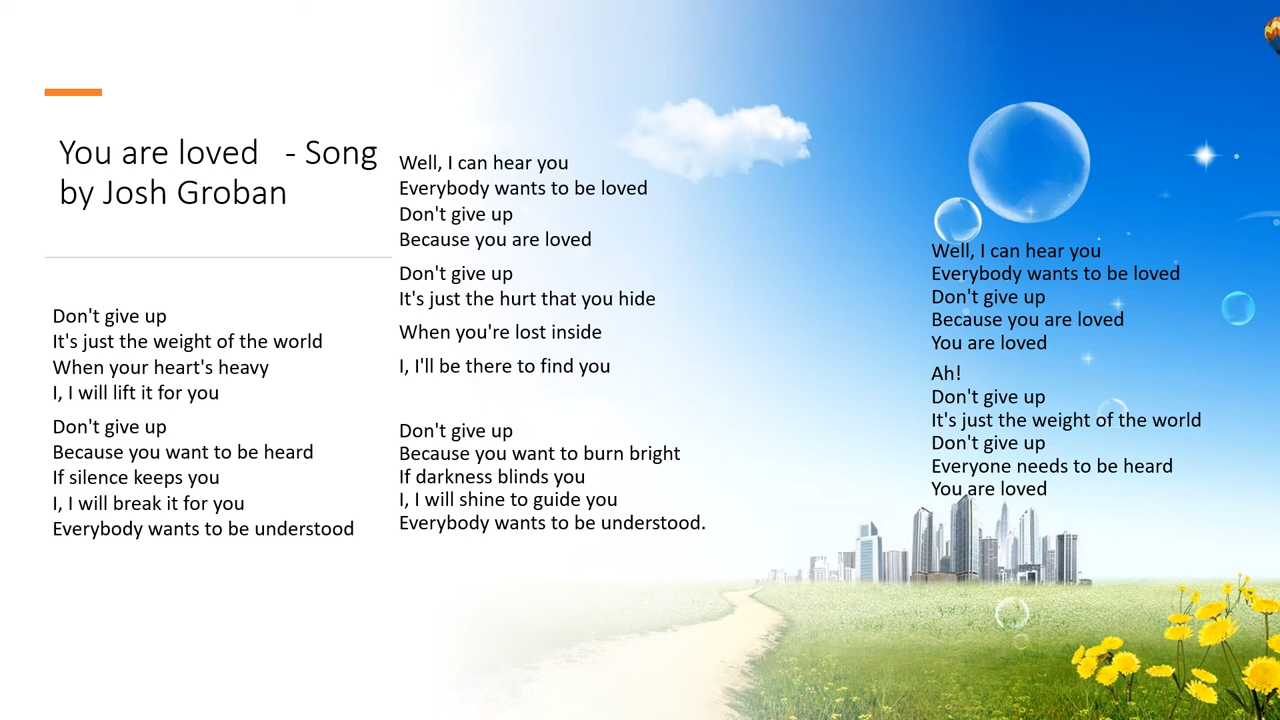 You are loved - Song
by Josh Groban
Don't give up
It's just the weight of the world
When your heart's heavy
I, I will lift it for you
Don't give up
Because you want to be heard
If silence keeps you
I, I will break it for you
Everybody wants to be understood
Well, I can hear you
Everybody wants to be loved
Don't give up
Because you are loved
Don't give up
It's just the hurt that you hide
When you're lost inside
I, I'll be there to find you
Don't give up
Because you want to burn bright
If darkness blinds you
I, I will shine to guide you
Everybody wants to be understood.
Well, I can hear you
Everybody wants to be loved
Don't give up
Because you are loved
You are loved
Ah!
Don't give up
It's just the weight of the world
Don't give up
Everyone needs to be heard
You are loved